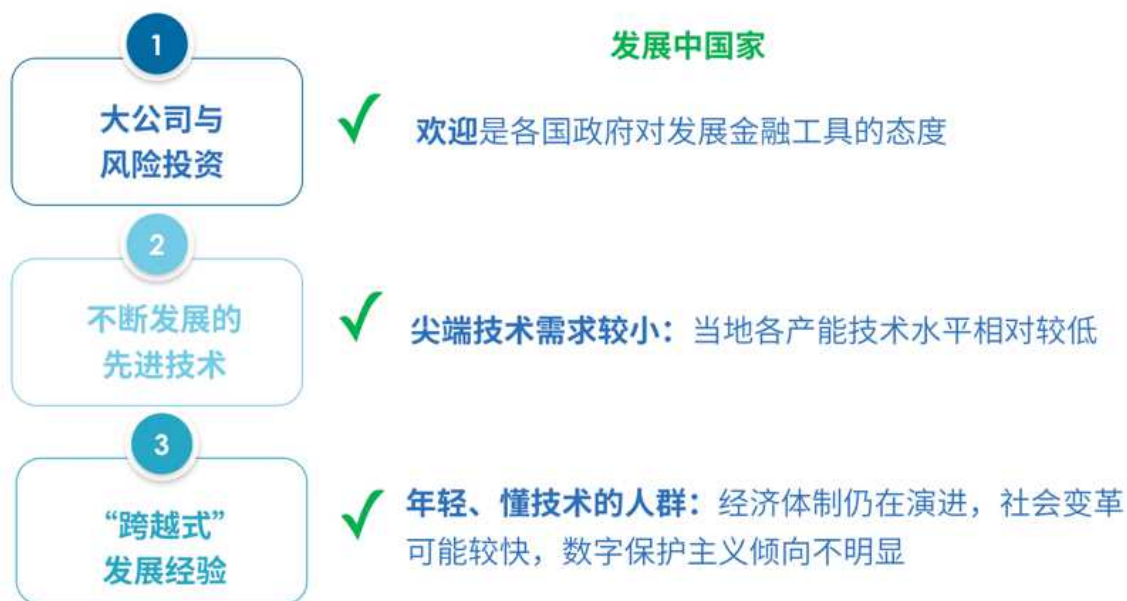 发展中国家
1
大公司与
风险投资
欢迎是各国政府对发展金融工具的态度
2
不断发展的
先进技术
尖端技术需求较小：当地各产能技术水平相对较低
3
“跨越式”
发展经验
年轻、懂技术的人群：经济体制仍在演进，社会变革
可能较快，数字保护主义倾向不明显